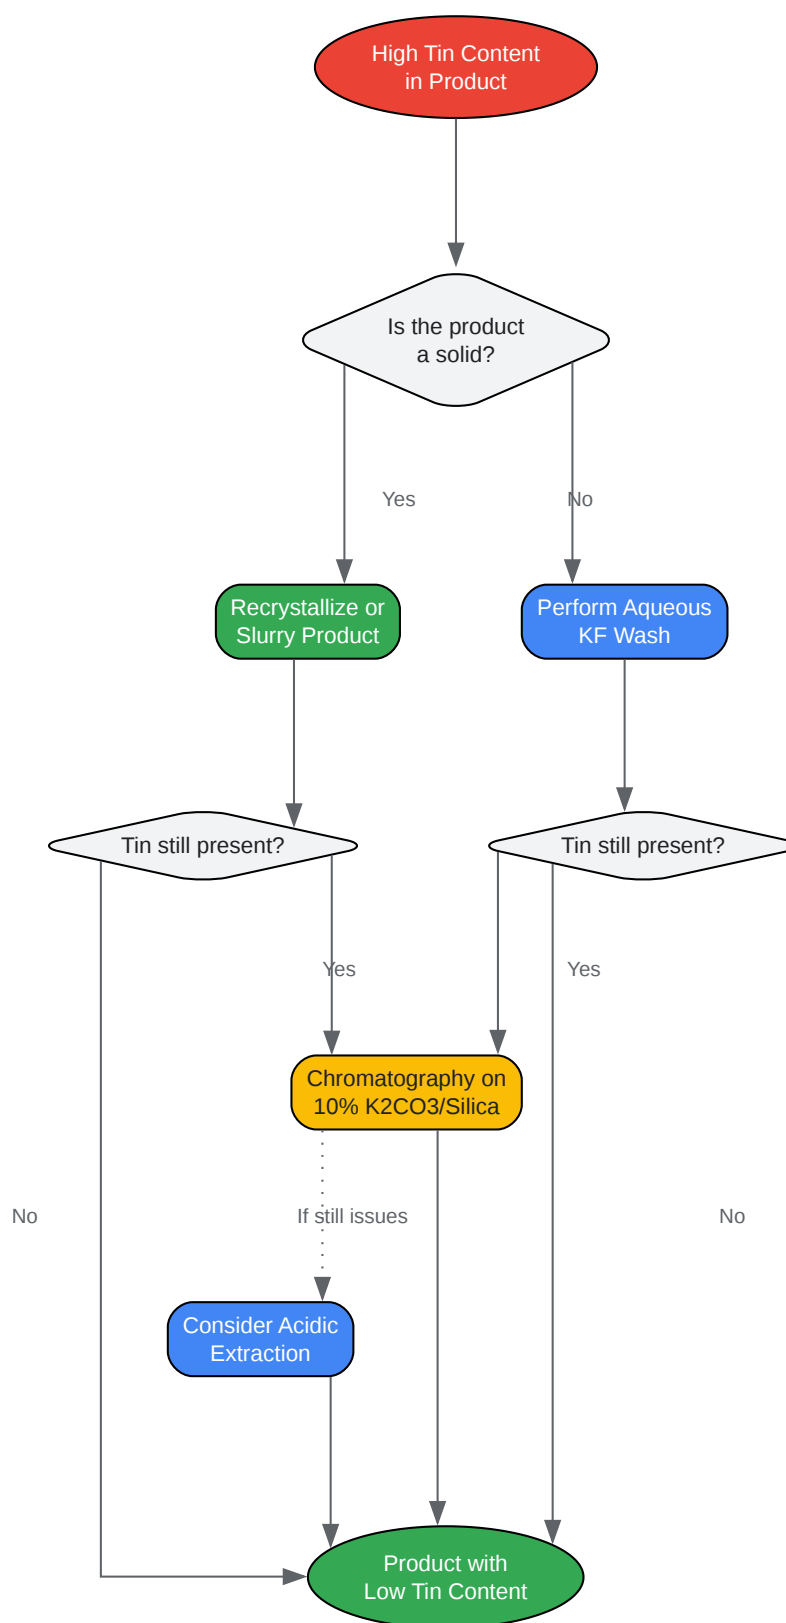 High Tin Content
in Product
Is the product
a solid?
Yes
No
Recrystallize or
Slurry Product
Perform Aqueous
KF Wash
Tin still present?
Tin still present?
Yes
Yes
Chromatography on
10% K2CO3/Silica
No
If still issues
No
Consider Acidic
Extraction
Product with
Low Tin Content